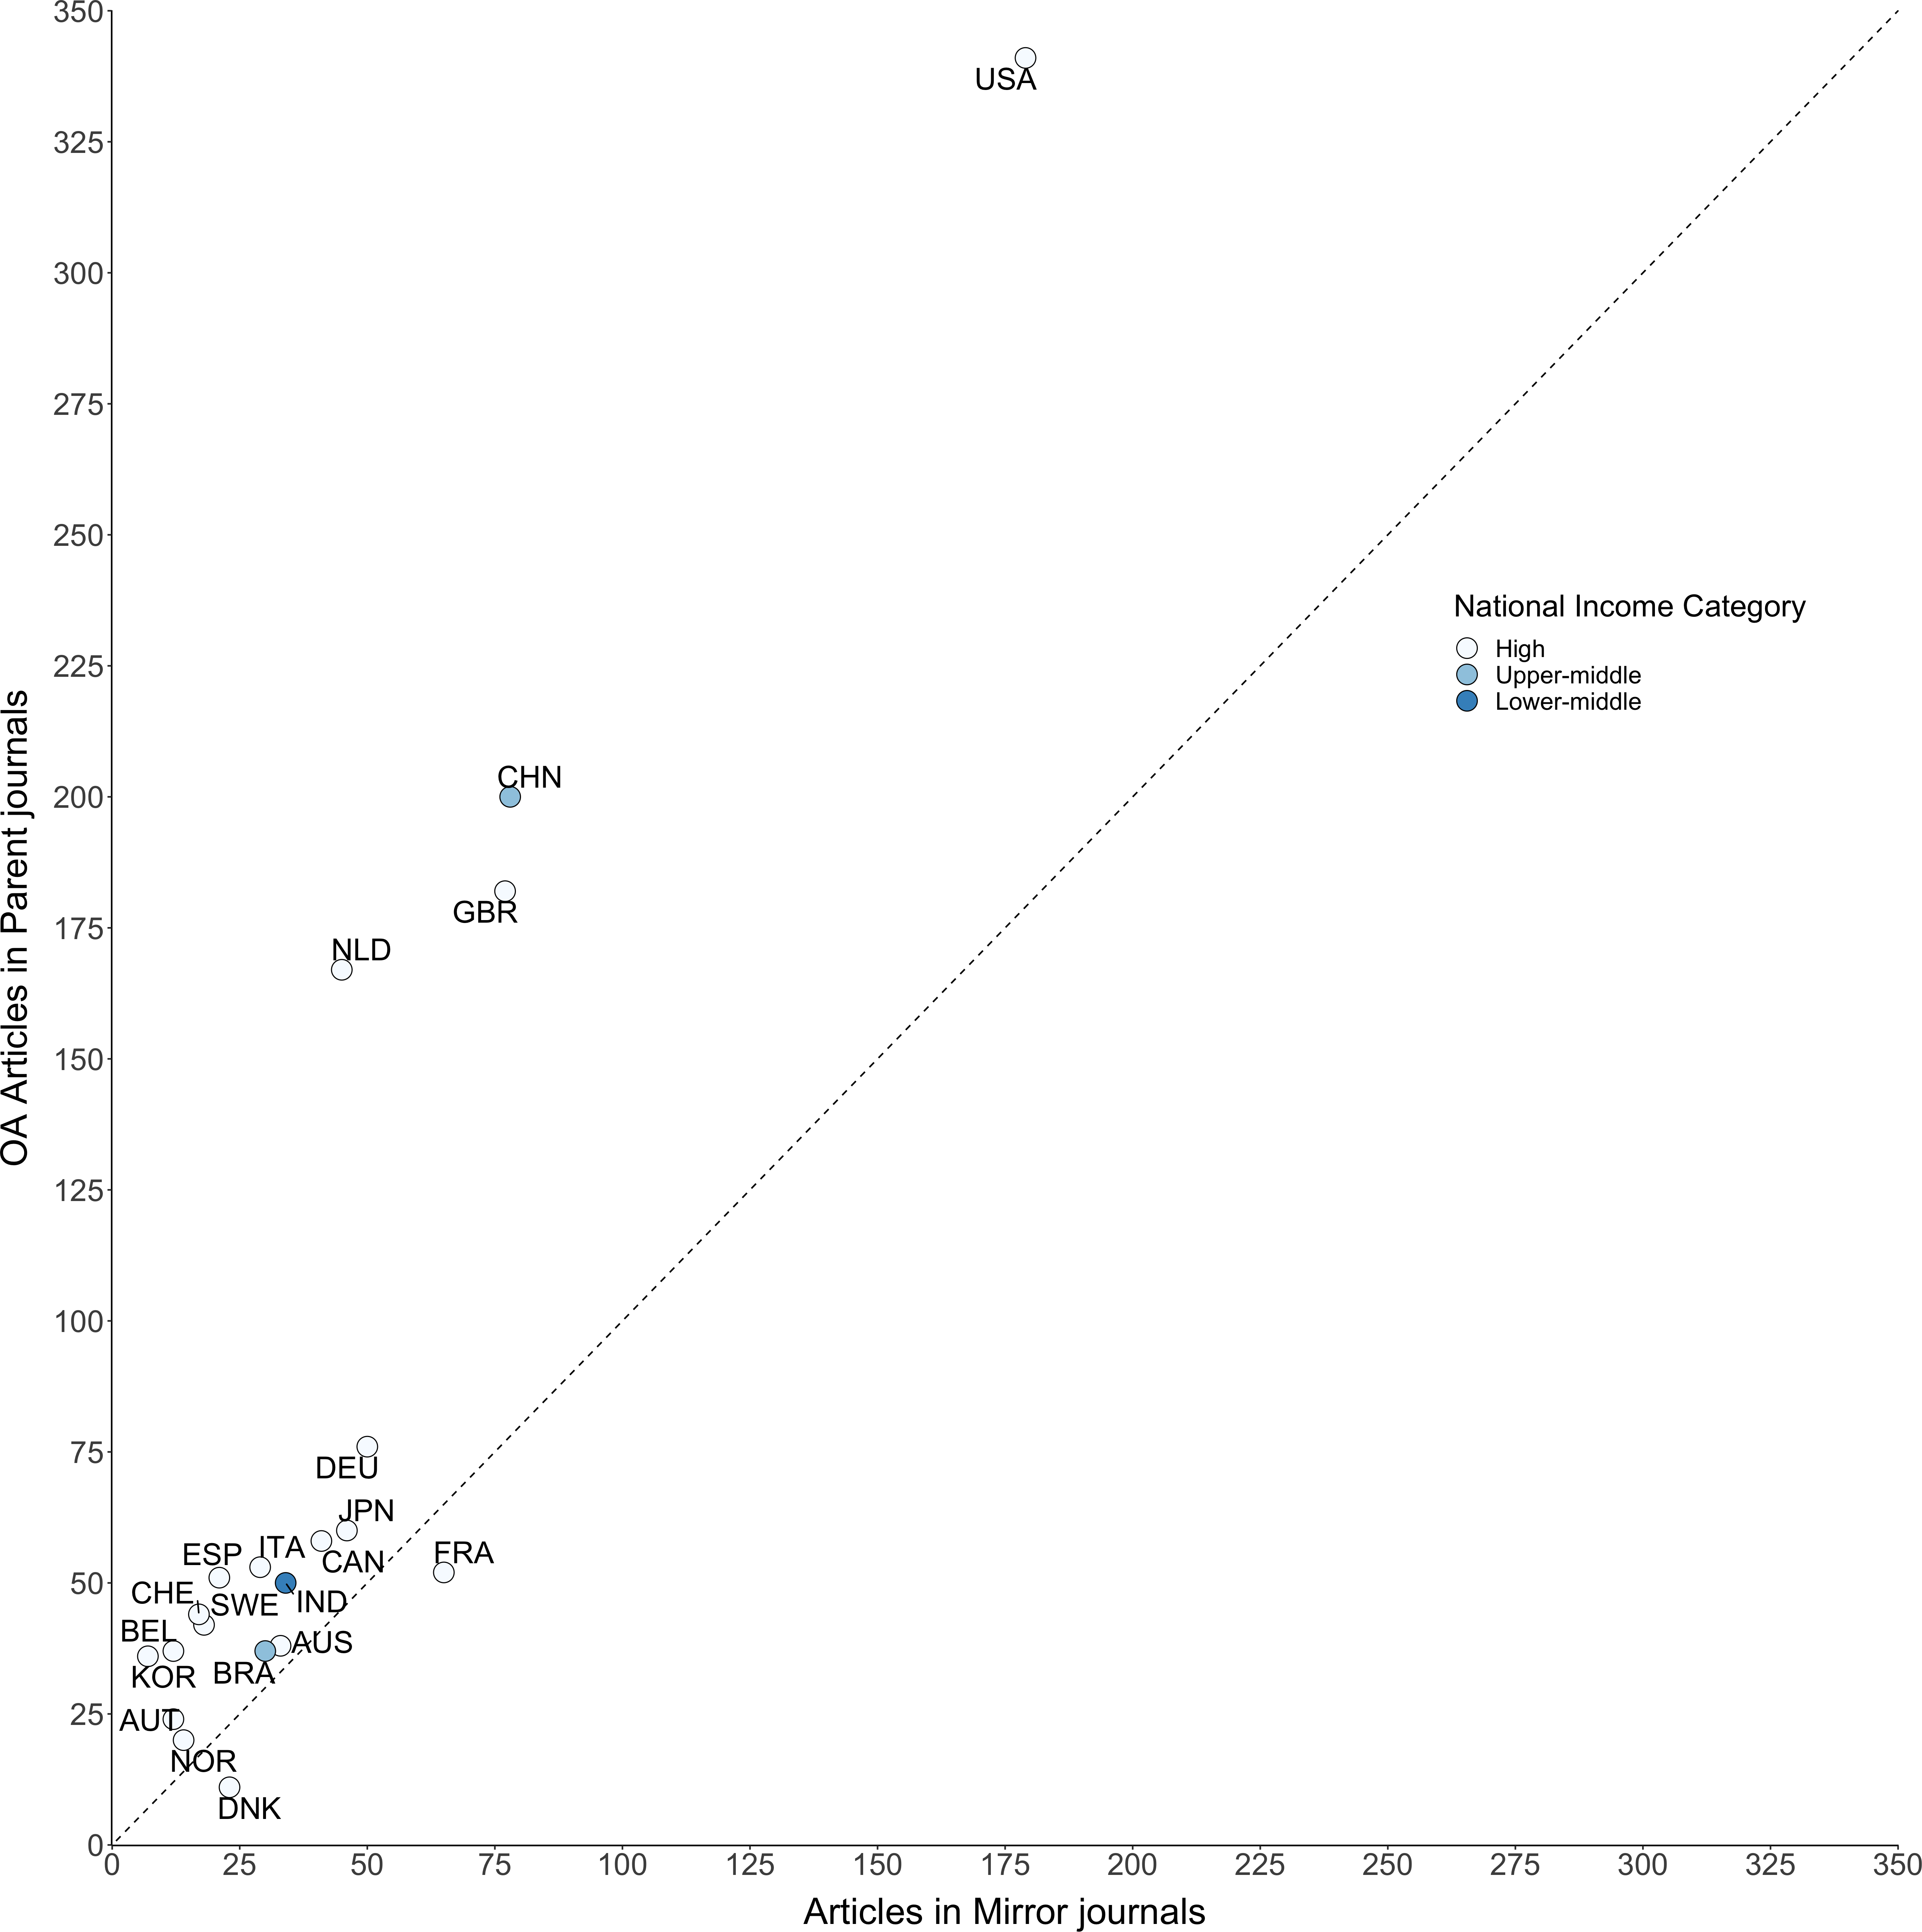 350
325
300
275
250
225
200
175
150
125
100
75
50
25
0
OA Articles in Parent journals
USA
National Income Category
High
Upper-middle
Lower-middle
CHN
GBR
NLD
DEU
JPN
ITA
ESP
CAN
FRA
CHE
SWE
IND
BEL
AUS
KOR
BRA
AUT
NOR
DNK
0 25 50 75 100 125 150 175 200 225 250 275 300 325 350
Articles in Mirror journals